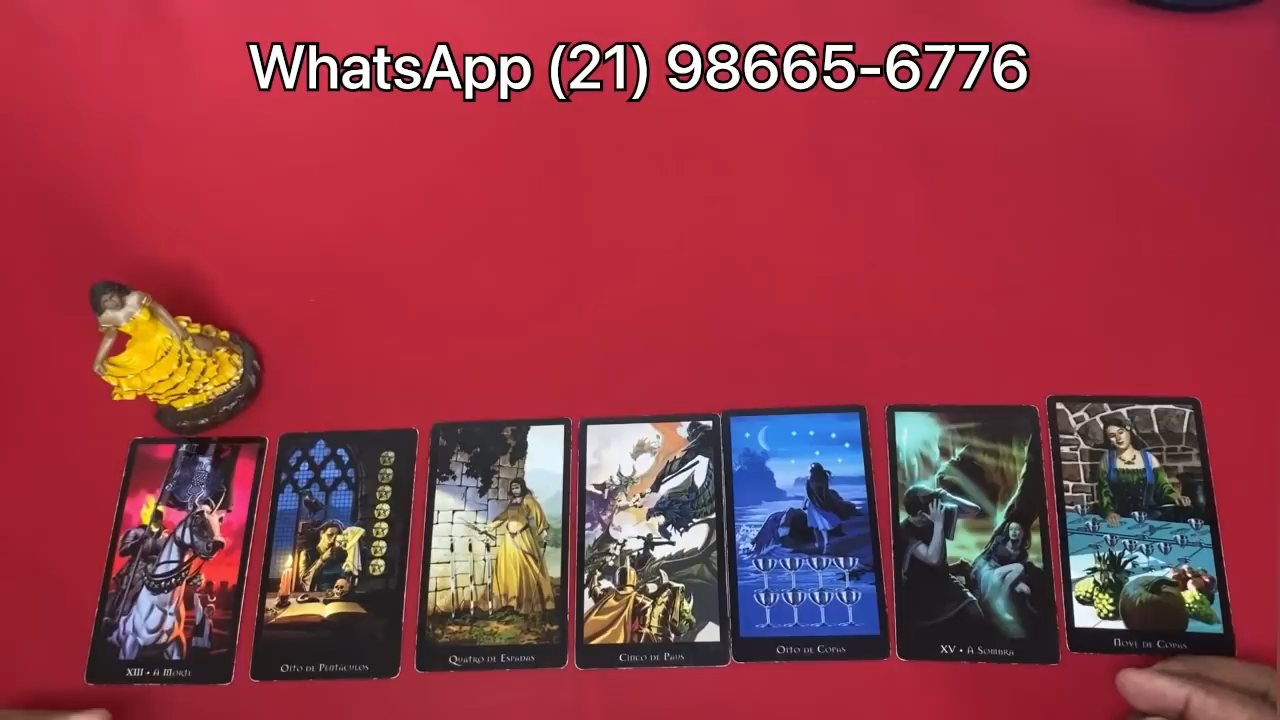 WhatsApp (21) 98665-6776
XIII • A Morte
Oito de Pentáculos
Quatro de Espadas
Cinco de Paus
Oito de Copas
XV • A Sombra
Nove de Copas